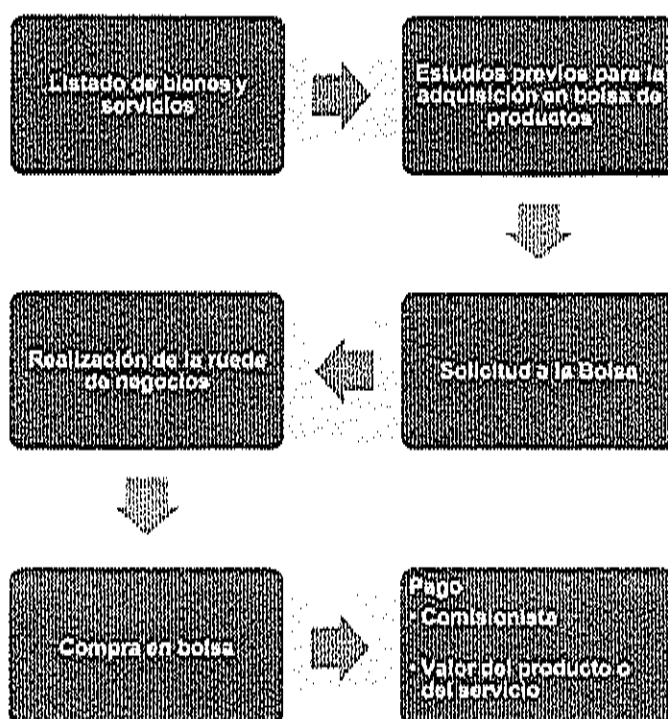 Listado de bienes y
servicios
Estudios previos para la
adquisición en bolsa de
productos
Solicitud a la Bolsa
Realización de la rueda
de negocios
Compra en bolsa
Pago
• Comisionista
• Valor del producto o
del servicio